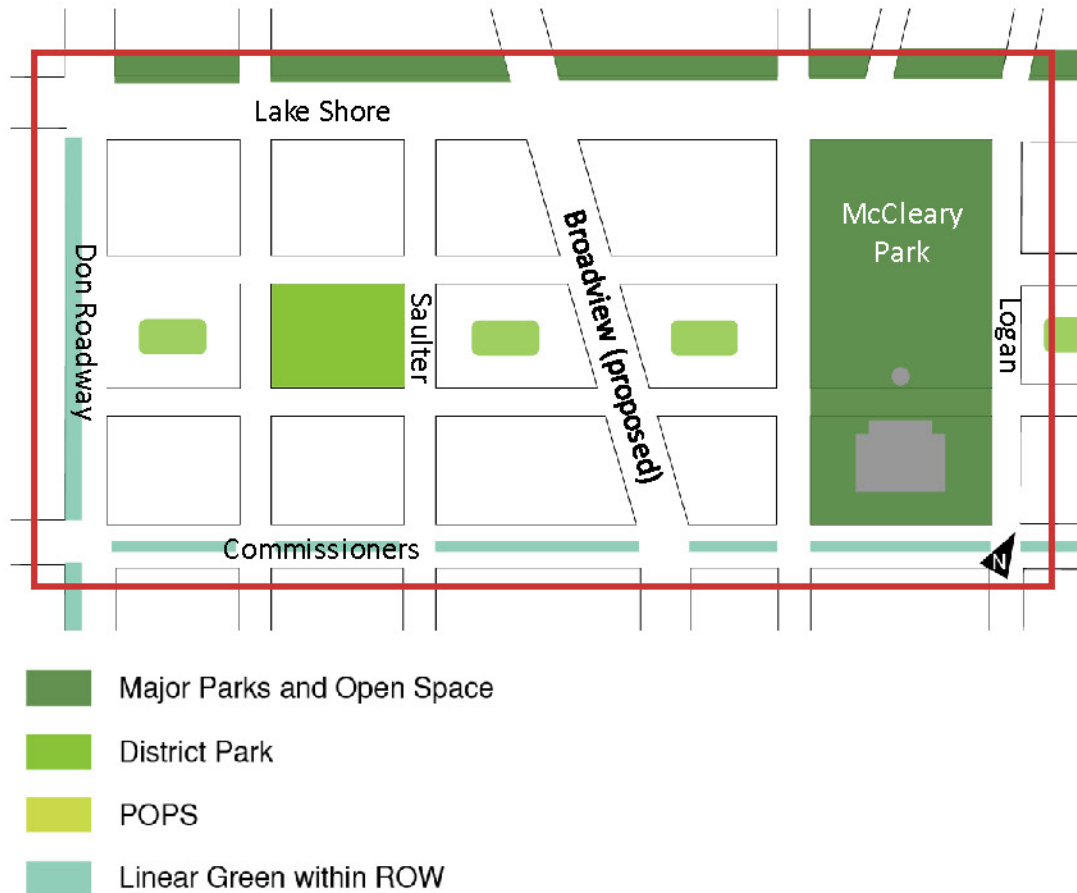 Lake Shore
McCleary
Park
Don Roadway
Saulter
Broadview (proposed)
Logan
Commissioners
N
Major Parks and Open Space
District Park
POPS
Linear Green within ROW